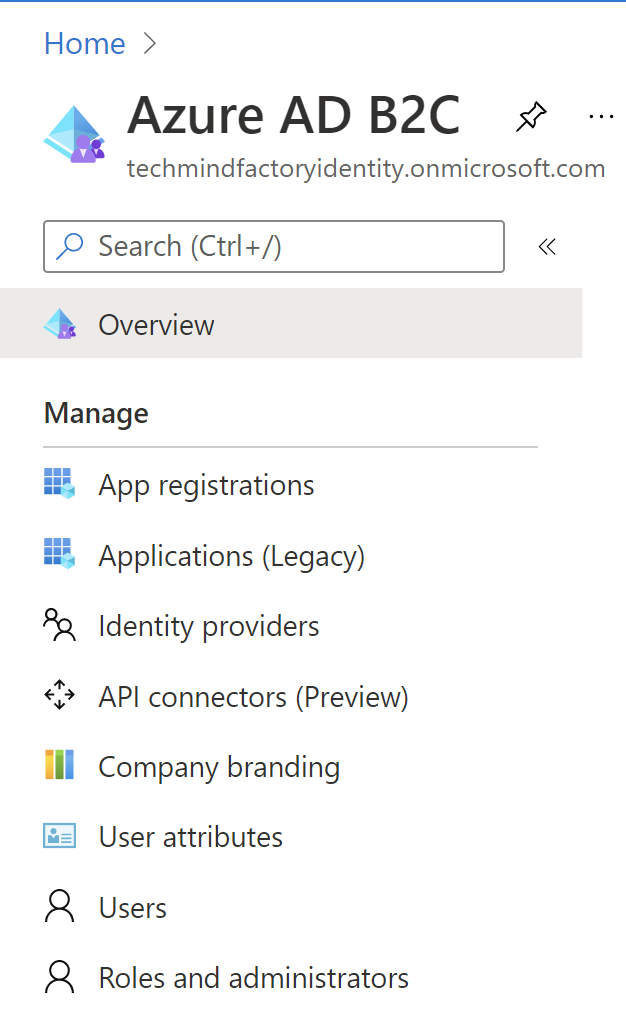 Home
Azure AD B2C
techmindfactoryidentity.onmicrosoft.com
Search (Ctrl+/)
Overview
Manage
App registrations
Applications (Legacy)
Identity providers
API connectors (Preview)
Company branding
User attributes
Users
Roles and administrators